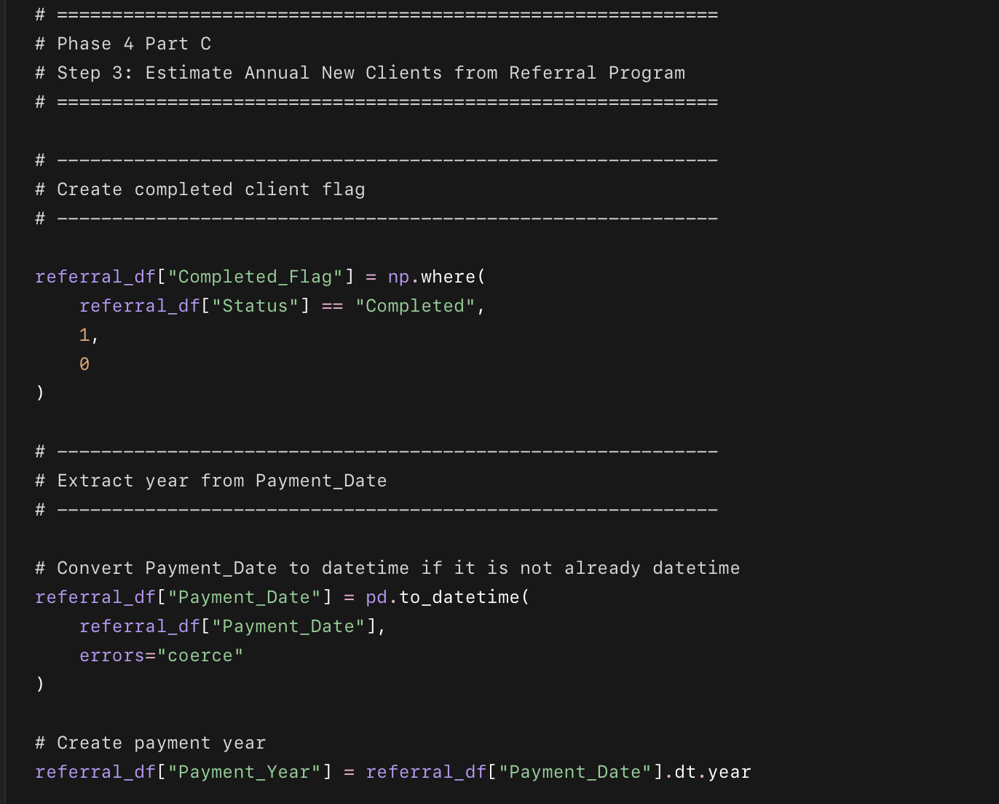 # ============================================================
# Phase 4 Part C
# Step 3: Estimate Annual New Clients from Referral Program
# ============================================================
# ------------------------------------------------------------
# Create completed client flag
# ------------------------------------------------------------
referral_df["Completed_Flag"] = np.where(
    referral_df["Status"] == "Completed",
    1,
    0
)
# ------------------------------------------------------------
# Extract year from Payment_Date
# ------------------------------------------------------------
# Convert Payment_Date to datetime if it is not already datetime
referral_df["Payment_Date"] = pd.to_datetime(
    referral_df["Payment_Date"],
    errors="coerce"
)
# Create payment year
referral_df["Payment_Year"] = referral_df["Payment_Date"].dt.year